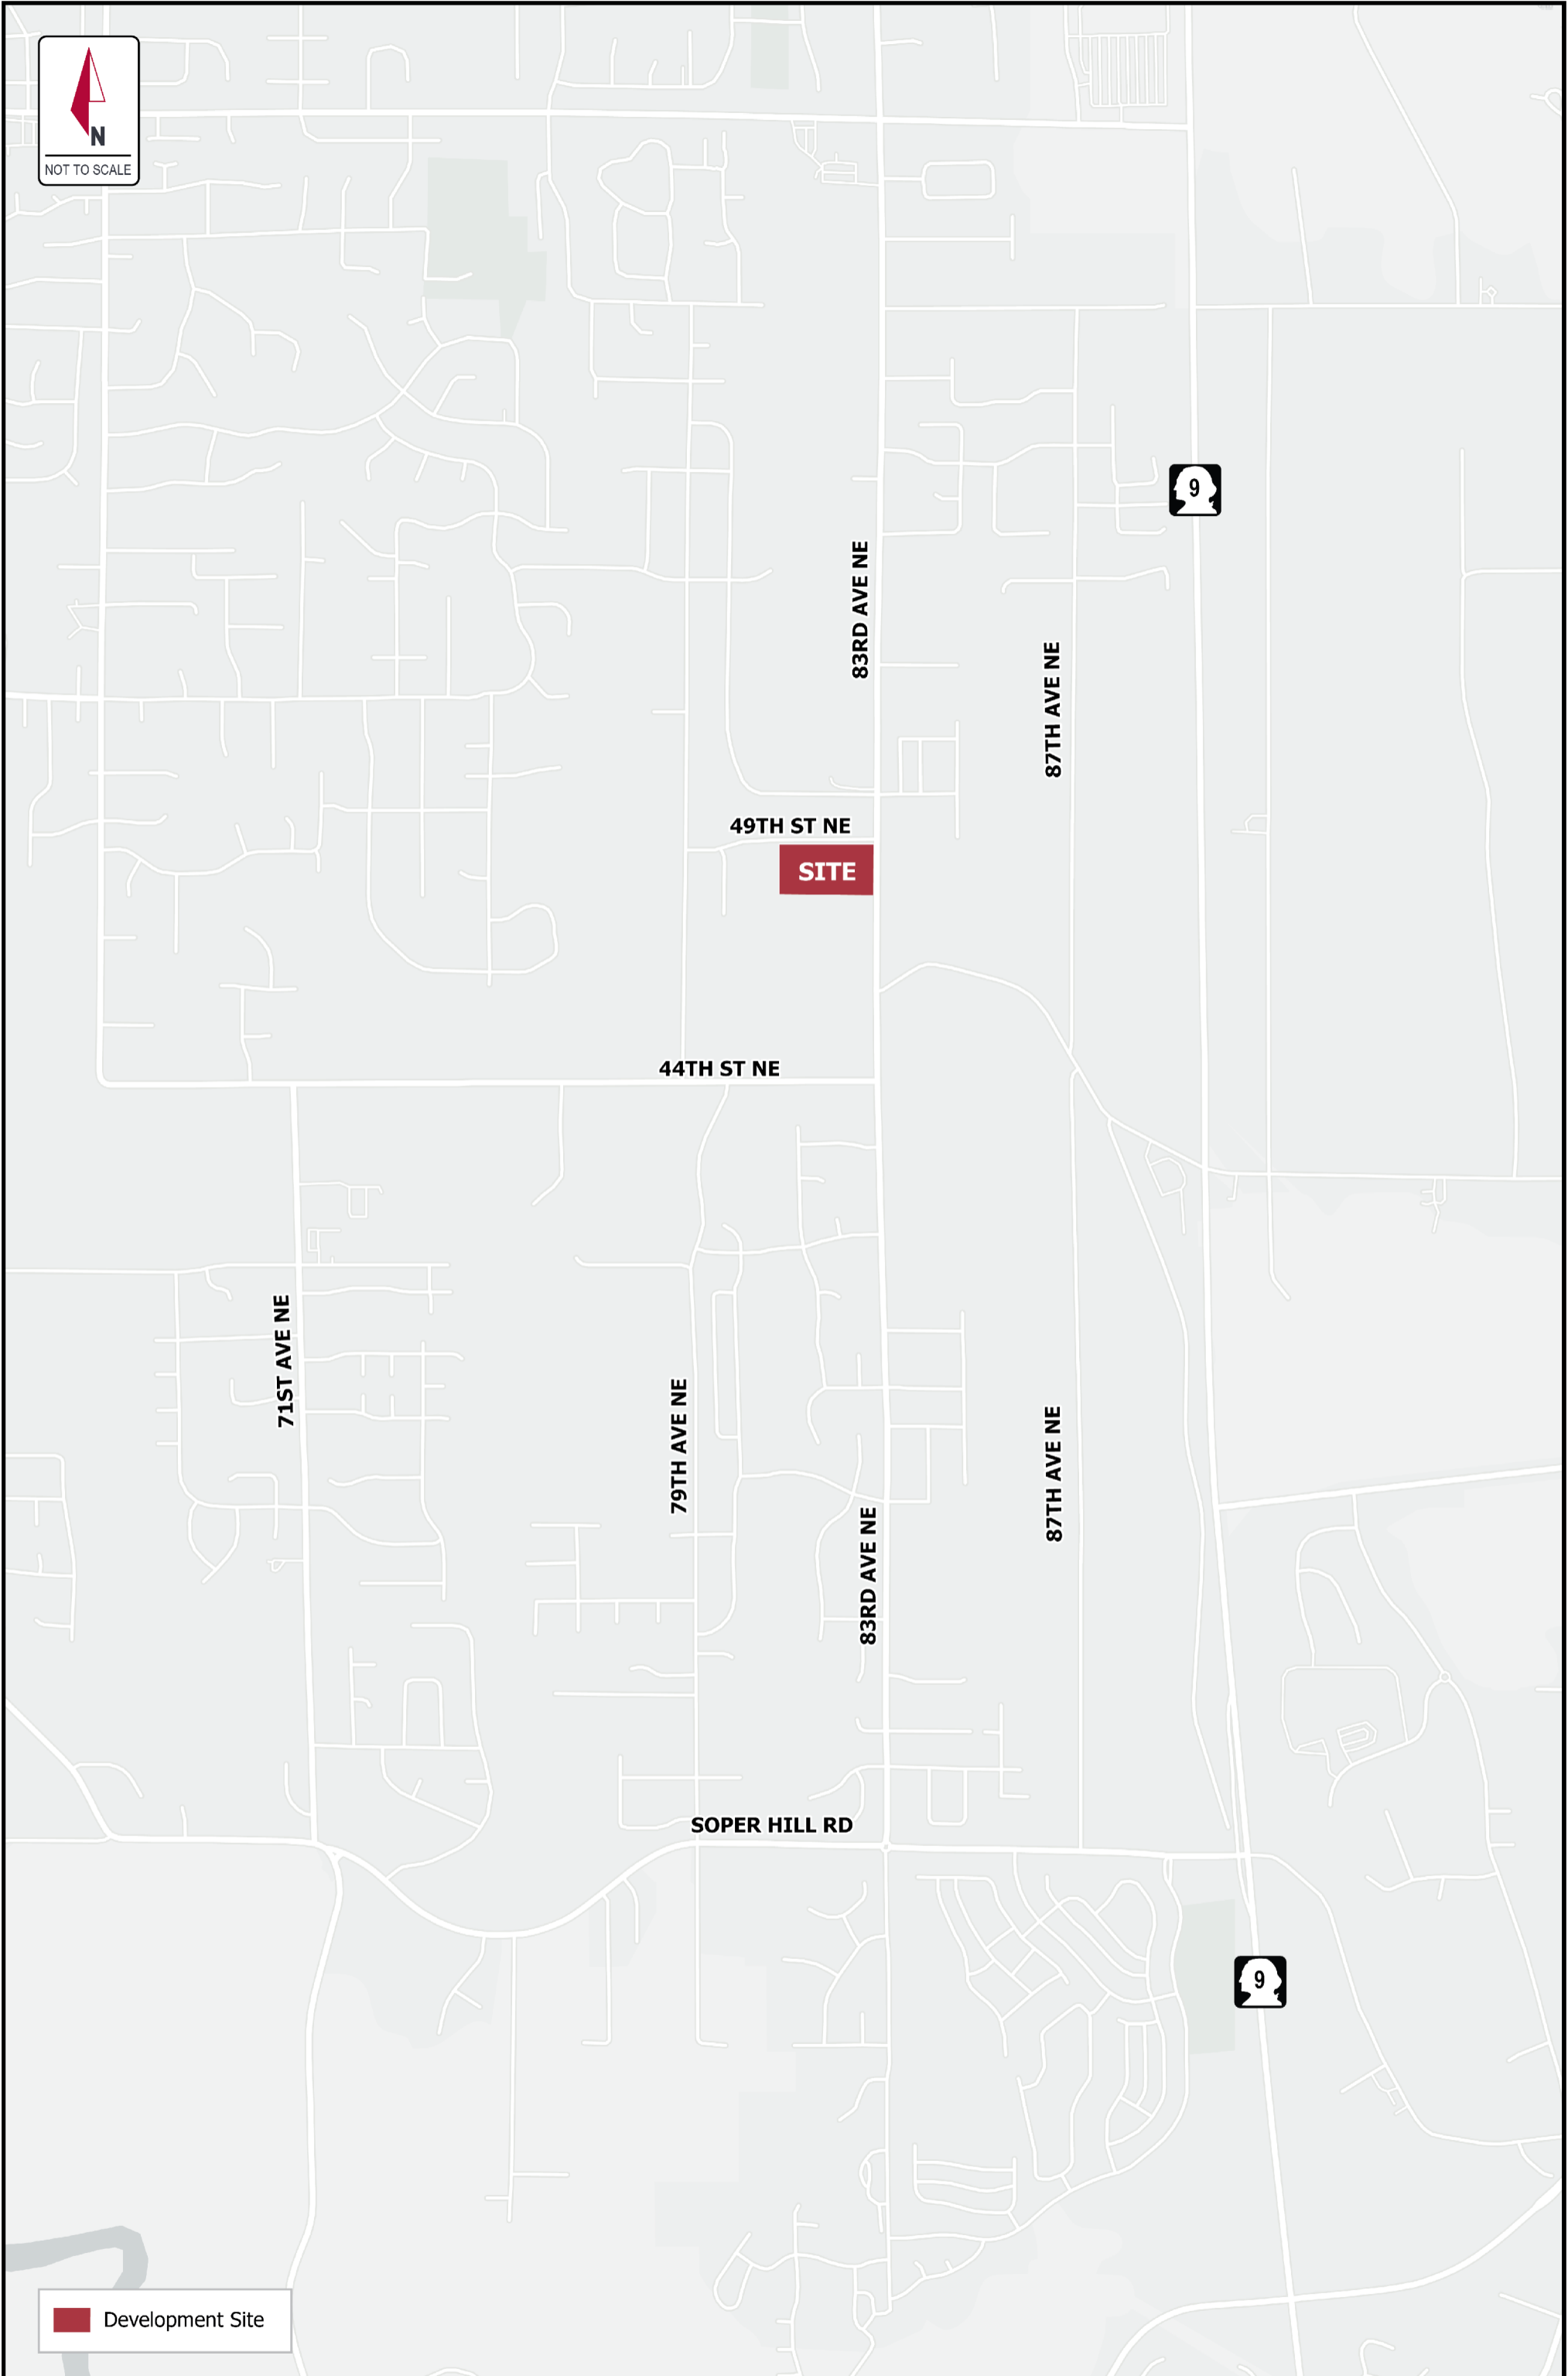 N
NOT TO SCALE
9
83RD AVE NE
87TH AVE NE
49TH ST NE
SITE
44TH ST NE
71ST AVE NE
79TH AVE NE
87TH AVE NE
83RD AVE NE
SOPER HILL RD
9
Development Site